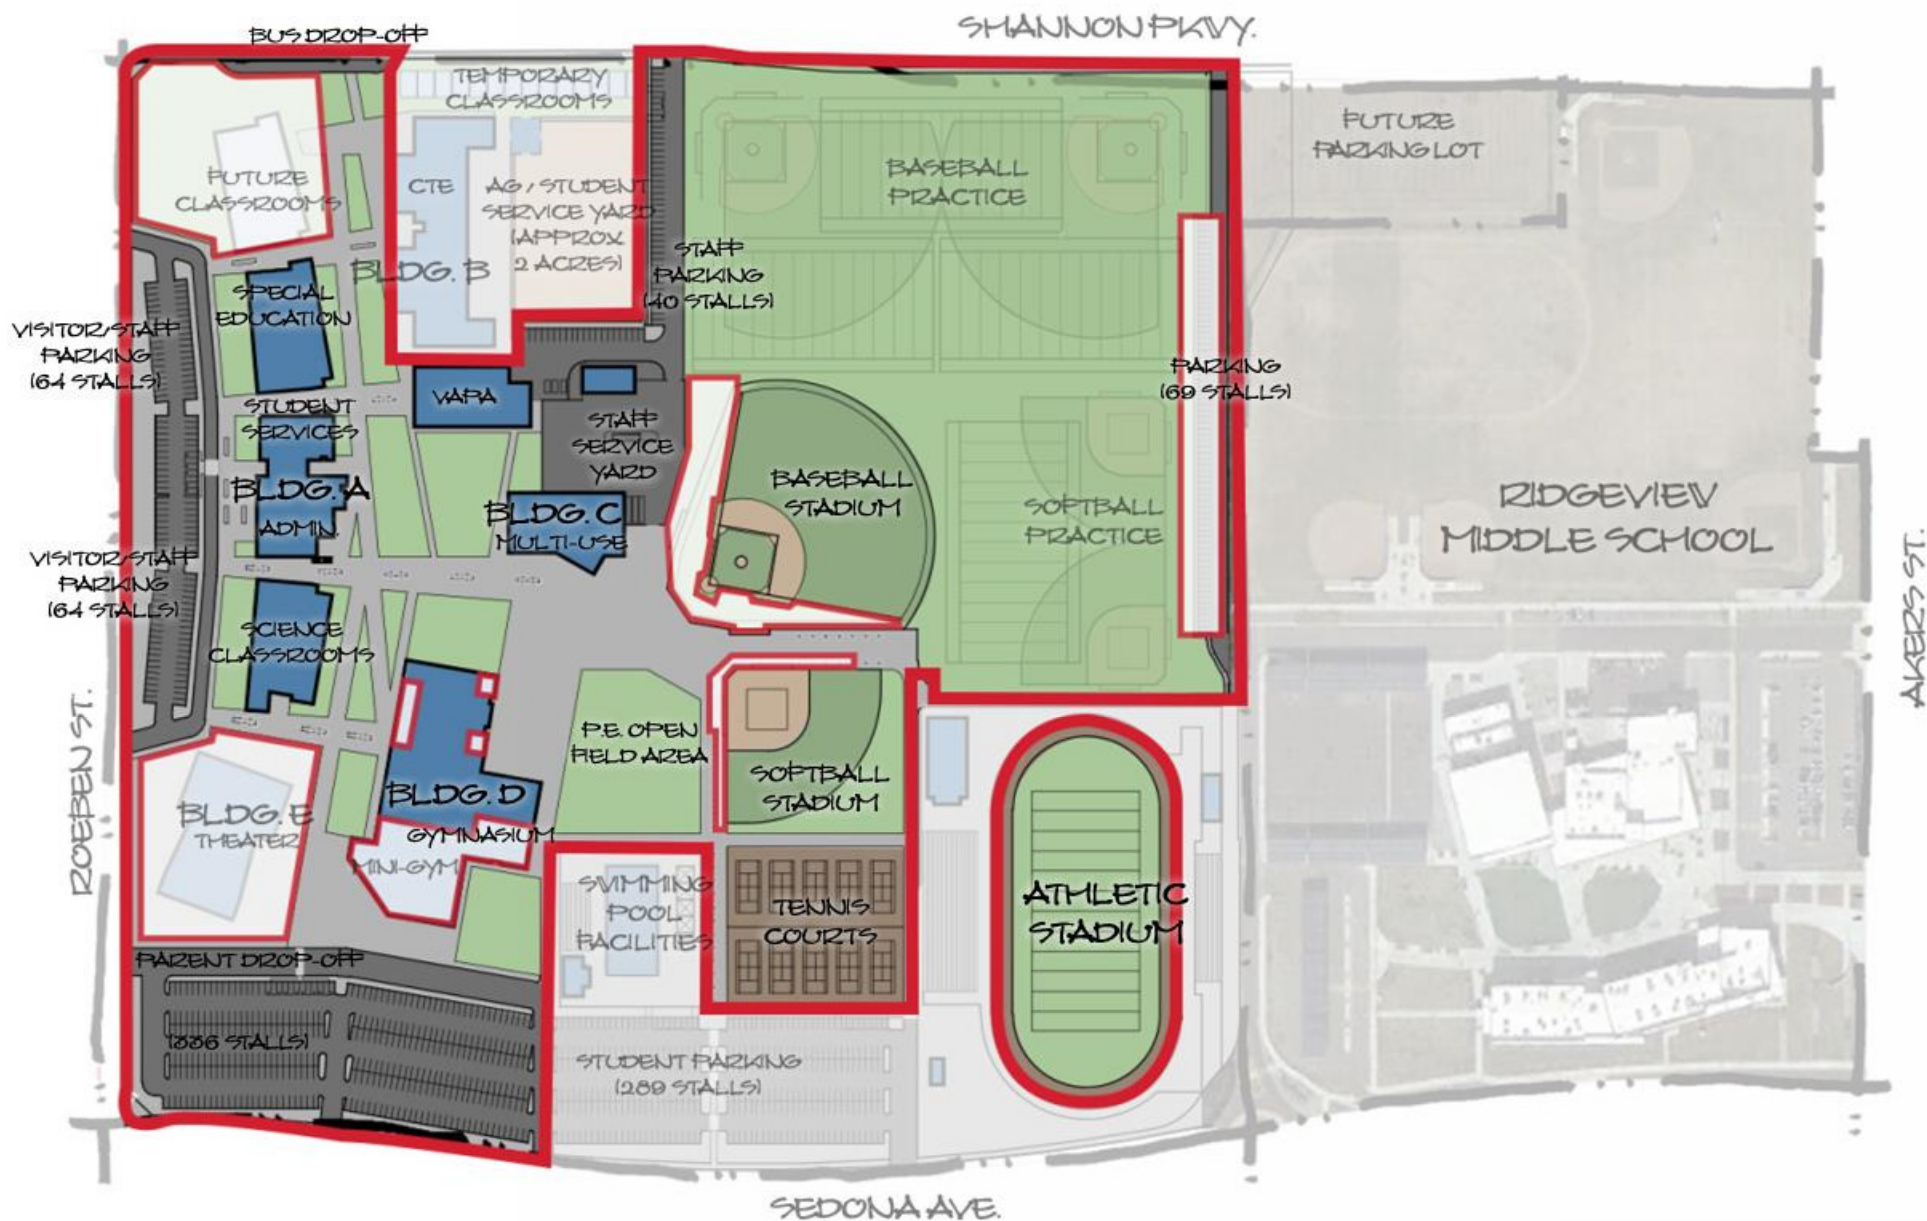 SHANNON PKWY.
BUS DROP-OFF
TEMPORARY
CLASSROOMS
FUTURE
PARKING LOT
BASEBALL
PRACTICE
FUTURE
CLASSROOMS
CTE
AG / STUDENT
SERVICE YARD
(APPROX
2 ACRES)
BLDG. B
STAFF
PARKING
(40 STALLS)
SPECIAL
EDUCATION
VISITOR/STAFF
PARKING
(64 STALLS)
PARKING
(69 STALLS)
VAPA
STUDENT
SERVICES
STAFF
SERVICE
YARD
BLDG. A
ADMIN.
BLDG. C
MULTI-USE
BASEBALL
STADIUM
SOFTBALL
PRACTICE
RIDGEVIEW
MIDDLE SCHOOL
AKERS ST.
VISITOR/STAFF
PARKING
(64 STALLS)
SCIENCE
CLASSROOMS
ROEBEN ST.
P.E. OPEN
FIELD AREA
SOFTBALL
STADIUM
BLDG. D
GYMNASIUM
MINI-GYM
BLDG. E
THEATER
SWIMMING
POOL
FACILITIES
TENNIS
COURTS
ATHLETIC
STADIUM
PARENT DROP-OFF
(336 STALLS)
STUDENT PARKING
(289 STALLS)
SEDONA AVE.